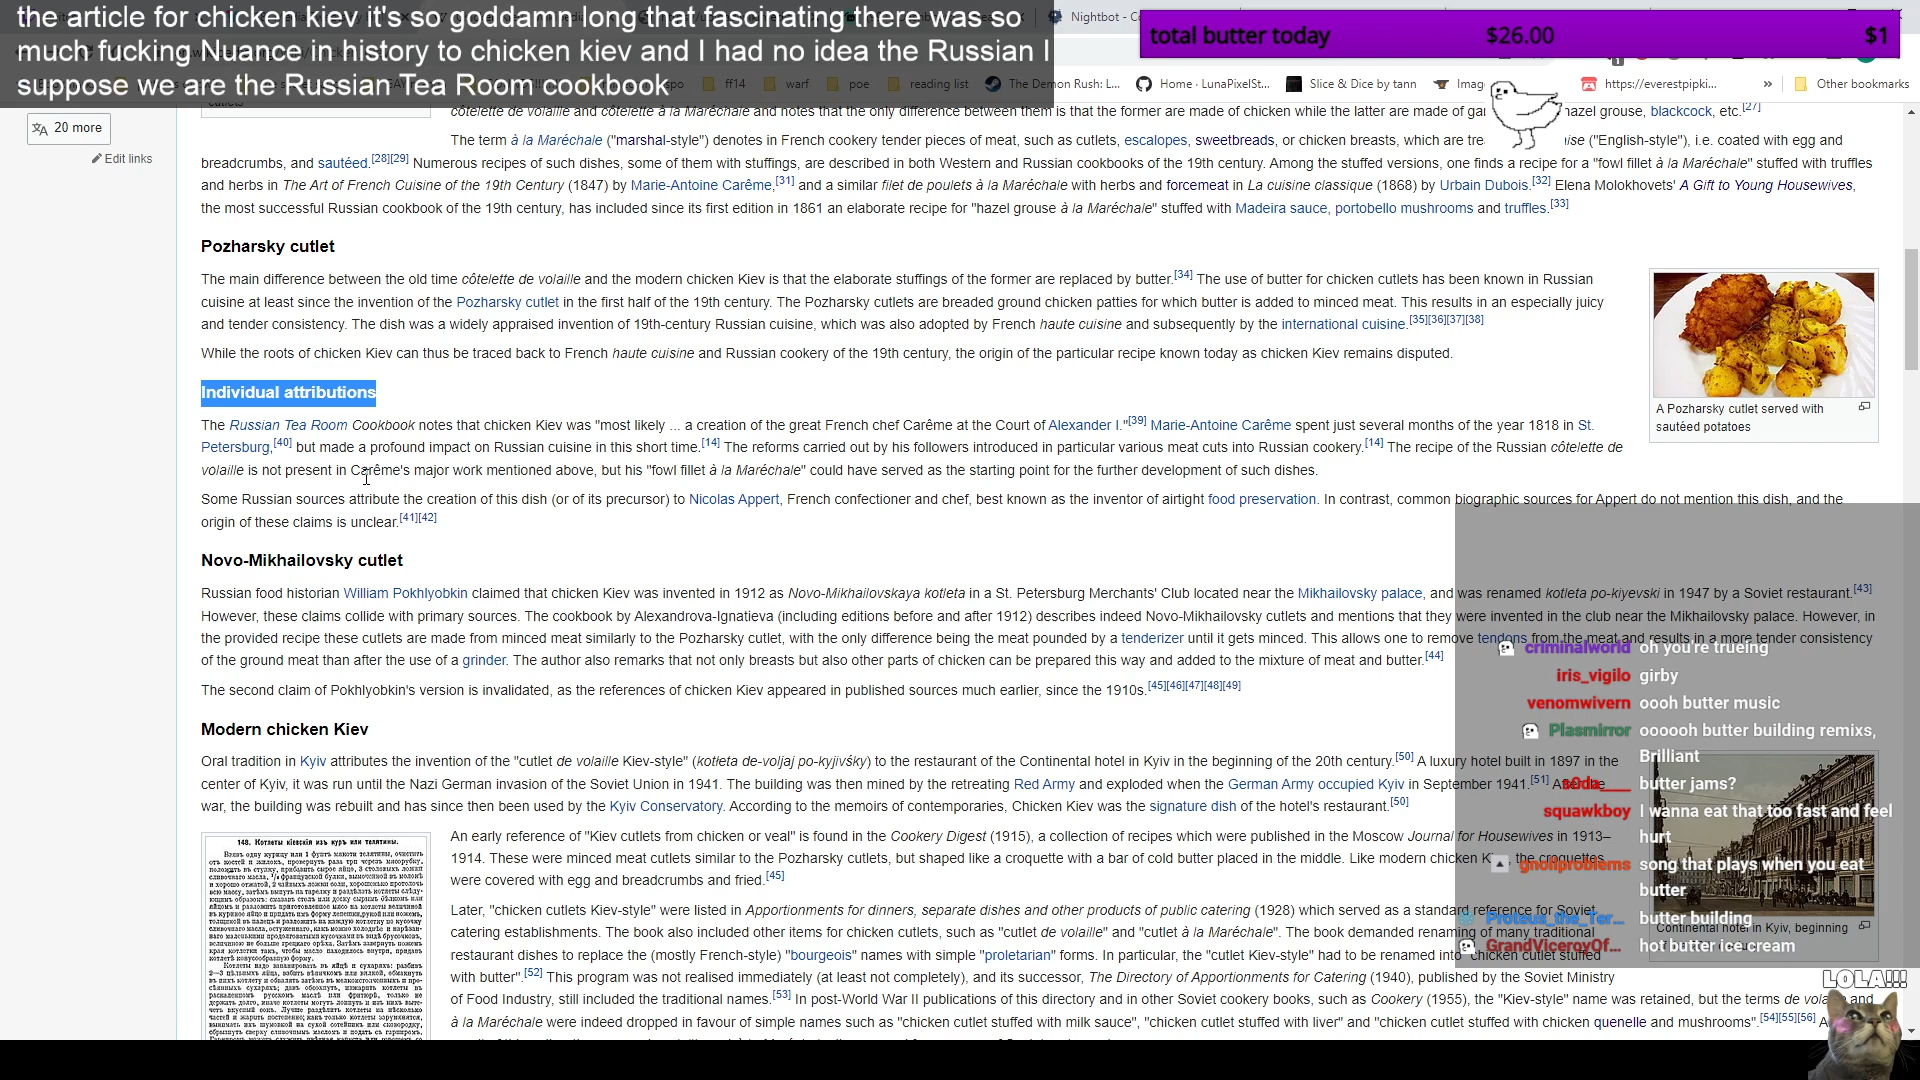 the article for chicken kiev it's so goddamn long that fascinating there was so
much fucking Nuance in history to chicken kiev and I had no idea the Russian I
suppose we are the Russian Tea Room cookbook
Nightbot - C
total butter today $26.00 $1
ff14 poe reading list The Demon Rush: L... Home · LunaPixelSt... Slice & Dice by tann Imag https://everestpipki... » Other bookmarks
20 more
Edit links
côtelette de volaille and côtelette à la Maréchale and notes that the only difference between them is that the former are made of chicken while the latter are made of hazel grouse, blackcock, etc.[27]
The term à la Maréchale ("marshal-style") denotes in French cookery tender pieces of meat, such as cutlets, escalopes, sweetbreads, or chicken breasts, which are ("English-style"), i.e. coated with egg and
breadcrumbs, and sautéed.[28][29] Numerous recipes of such dishes, some of them with stuffings, are described in both Western and Russian cookbooks of the 19th century. Among the stuffed versions, one finds a recipe for a "fowl fillet à la Maréchale" stuffed with truffles
and herbs in The Art of French Cuisine of the 19th Century (1847) by Marie-Antoine Carême,[31] and a similar filet de poulets à la Maréchale with herbs and forcemeat in La cuisine classique (1868) by Urbain Dubois.[32] Elena Molokhovets' A Gift to Young Housewives,
the most successful Russian cookbook of the 19th century, has included since its first edition in 1861 an elaborate recipe for "hazel grouse à la Maréchale" stuffed with Madeira sauce, portobello mushrooms and truffles.[33]
Pozharsky cutlet
The main difference between the old time côtelette de volaille and the modern chicken Kiev is that the elaborate stuffings of the former are replaced by butter.[34] The use of butter for chicken cutlets has been known in Russian
cuisine at least since the invention of the Pozharsky cutlet in the first half of the 19th century. The Pozharsky cutlets are breaded ground chicken patties for which butter is added to minced meat. This results in an especially juicy
and tender consistency. The dish was a widely appraised invention of 19th-century Russian cuisine, which was also adopted by French haute cuisine and subsequently by the international cuisine.[35][36][37][38]
While the roots of chicken Kiev can thus be traced back to French haute cuisine and Russian cookery of the 19th century, the origin of the particular recipe known today as chicken Kiev remains disputed.
A Pozharsky cutlet served with
sautéed potatoes
Individual attributions
The Russian Tea Room Cookbook notes that chicken Kiev was "most likely ... a creation of the great French chef Carême at the Court of Alexander I."[39] Marie-Antoine Carême spent just several months of the year 1818 in St.
Petersburg,[40] but made a profound impact on Russian cuisine in this short time.[14] The reforms carried out by his followers introduced in particular various meat cuts into Russian cookery.[14] The recipe of the Russian côtelette de
volaille is not present in Carême's major work mentioned above, but his "fowl fillet à la Maréchale" could have served as the starting point for the further development of such dishes.
Some Russian sources attribute the creation of this dish (or of its precursor) to Nicolas Appert, French confectioner and chef, best known as the inventor of airtight food preservation. In contrast, common biographic sources for Appert do not mention this dish, and the
origin of these claims is unclear.[41][42]
Novo-Mikhailovsky cutlet
Russian food historian William Pokhlyobkin claimed that chicken Kiev was invented in 1912 as Novo-Mikhailovskaya kotleta in a St. Petersburg Merchants' Club located near the Mikhailovsky palace, and was renamed kotleta po-kiyevski in 1947 by a Soviet restaurant.[43]
However, these claims collide with primary sources. The cookbook by Alexandrova-Ignatieva (including editions before and after 1912) describes indeed Novo-Mikhailovsky cutlets and mentions that they were invented in the club near the Mikhailovsky palace. However, in
the provided recipe these cutlets are made from minced meat similarly to the Pozharsky cutlet, with the only difference being the meat pounded by a tenderizer until it gets minced. This allows one to remove tendons from the meat and results in a more tender consistency
of the ground meat than after the use of a grinder. The author also remarks that not only breasts but also other parts of chicken can be prepared this way and added to the mixture of meat and butter.[44]
The second claim of Pokhlyobkin's version is invalidated, as the references of chicken Kiev appeared in published sources much earlier, since the 1910s.[45][46][47][48][49]
Modern chicken Kiev
Oral tradition in Kyiv attributes the invention of the "cutlet de volaille Kiev-style" (kotleta de-voljaj po-kyjivśky) to the restaurant of the Continental hotel in Kyiv in the beginning of the 20th century.[50] A luxury hotel built in 1897 in the
center of Kyiv, it was run until the Nazi German invasion of the Soviet Union in 1941. The building was then mined by the retreating Red Army and exploded when the German Army occupied Kyiv in September 1941.[51] After the
war, the building was rebuilt and has since then been used by the Kyiv Conservatory. According to the memoirs of contemporaries, Chicken Kiev was the signature dish of the hotel's restaurant.[50]
148. Котлеты кіевскія изъ куръ или телятины.
An early reference of "Kiev cutlets from chicken or veal" is found in the Cookery Digest (1915), a collection of recipes which were published in the Moscow Journal for Housewives in 1913–
1914. These were minced meat cutlets similar to the Pozharsky cutlets, but shaped like a croquette with a bar of cold butter placed in the middle. Like modern chicken the croquettes
were covered with egg and breadcrumbs and fried.[45]
Later, "chicken cutlets Kiev-style" were listed in Apportionments for dinners, separate dishes and other products of public catering (1928) which served as a standard reference for Soviet
catering establishments. The book also included other items for chicken cutlets, such as "cutlet de volaille" and "cutlet à la Maréchale". The book demanded renaming of many traditional
restaurant dishes to replace the (mostly French-style) "bourgeois" names with simple "proletarian" forms. In particular, the "cutlet Kiev-style" had to be renamed into "chicken cutlet stuffed
with butter".[52] This program was not realised immediately (at least not completely), and its successor, The Directory of Apportionments for Catering (1940), published by the Soviet Ministry
of Food Industry, still included the traditional names.[53] In post-World War II publications of this directory and in other Soviet cookery books, such as Cookery (1955), the "Kiev-style" name was retained, but the terms de and
à la Maréchale were indeed dropped in favour of simple names such as "chicken cutlet stuffed with milk sauce", "chicken cutlet stuffed with liver" and "chicken cutlet stuffed with chicken quenelle and mushrooms".[54][55][56]
criminalworld oh you're trueing
iris_vigilo girby
venomwivern oooh butter music
Plasmirror oooooh butter building remixs,
Brilliant
butter jams?
squawkboy I wanna eat that too fast and feel
hurt
gnollproblems song that plays when you eat
butter
Proteus_the_Ter... butter building
GrandViceroyOf... hot butter ice cream
Continental hotel in Kyiv, beginning
LOLA!!!